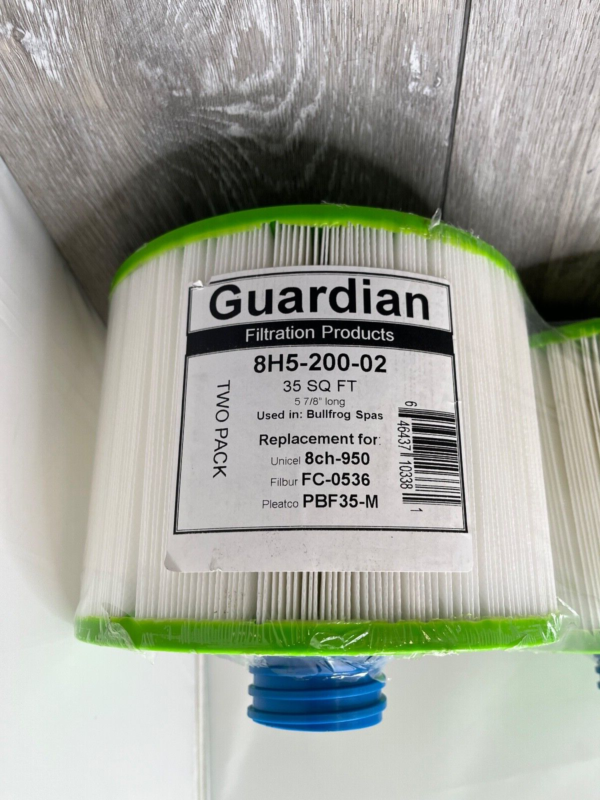 Guardian
Filtration Products
8H5-200-02
35 SQ FT
5 7/8" long
Used in: Bullfrog Spas
TWO PACK
Replacement for:
Unicel 8ch-950
Filbur FC-0536
Pleatco PBF35-M
6 46437 10338 1